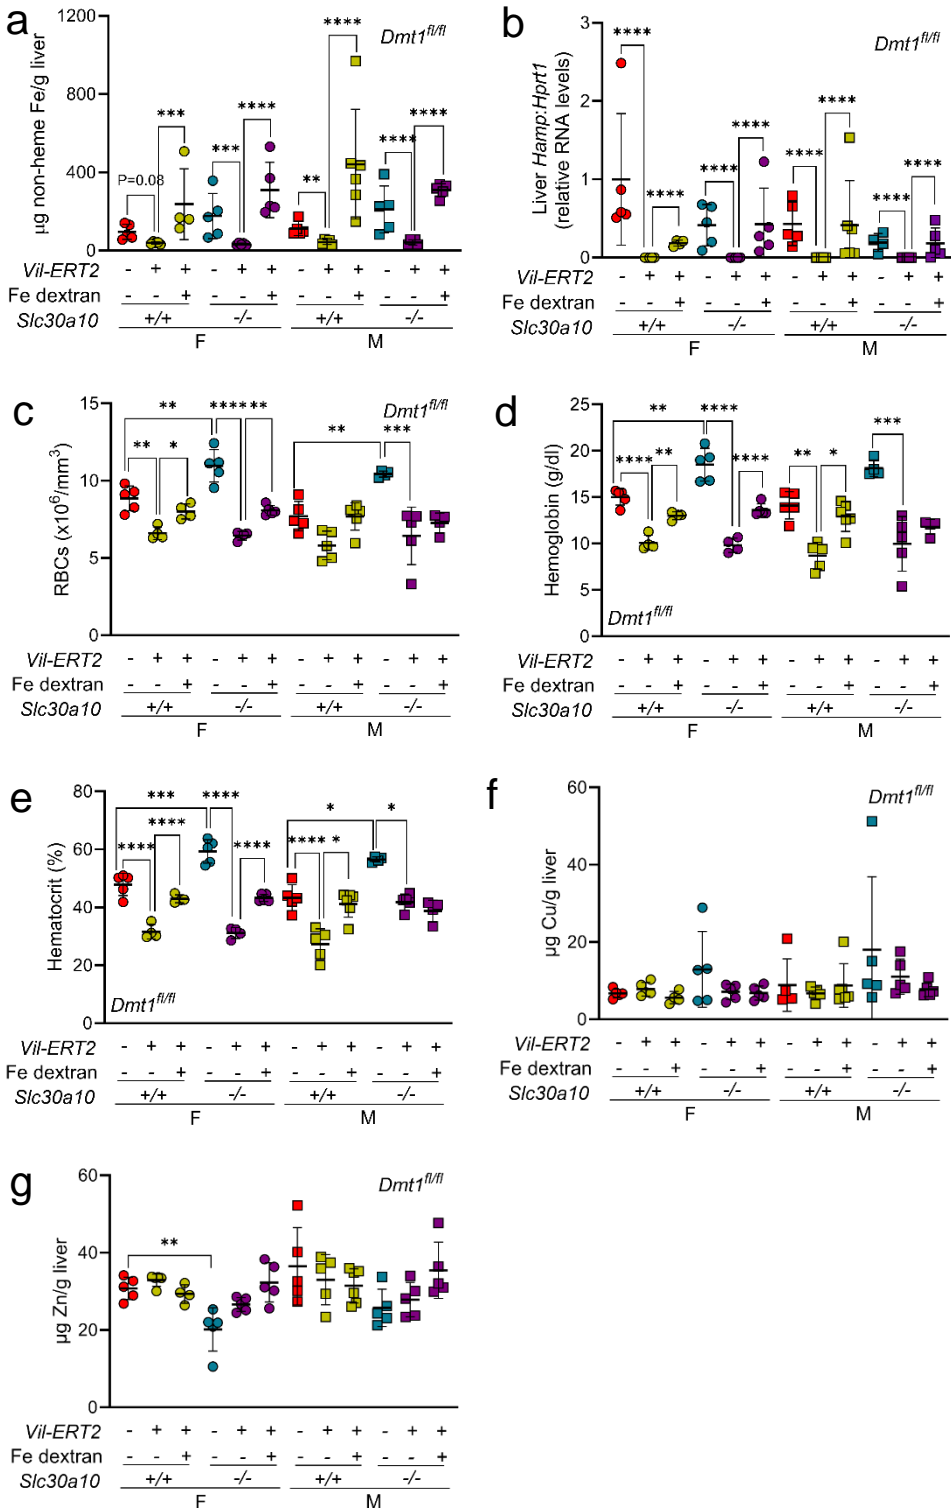 a
1200
800
400
0
µg non-heme Fe/g liver
Dmt1fl/fl
P=0.08
***
***
****
**
****
****
****
Vil-ERT2 - + + - + + - + + - + +
Fe dextran - - + - - + - - + - - +
Slc30a10 +/+ -/- +/+ -/-
F M
b
3
2
1
0
Liver Hamp:Hprt1
(relative RNA levels)
Dmt1fl/fl
****
****
****
****
****
****
****
****
Vil-ERT2 - + + - + + - + + - + +
Fe dextran - - + - - + - - + - - +
Slc30a10 +/+ -/- +/+ -/-
F M
c
15
10
5
0
RBCs (x10⁶/mm³)
Dmt1fl/fl
** **** ** ** ***
** *
Vil-ERT2 - + + - + + - + + - + +
Fe dextran - - + - - + - - + - - +
Slc30a10 +/+ -/- +/+ -/-
F M
d
25
20
15
10
5
0
Hemoglobin (g/dl)
** **** ***
**** ** **** ** *
Dmt1fl/fl
Vil-ERT2 - + + - + + - + + - + +
Fe dextran - - + - - + - - + - - +
Slc30a10 +/+ -/- +/+ -/-
F M
e
80
60
40
20
0
Hematocrit (%)
*** **** * *
**** **** **** **** *
Dmt1fl/fl
Vil-ERT2 - + + - + + - + + - + +
Fe dextran - - + - - + - - + - - +
Slc30a10 +/+ -/- +/+ -/-
F M
f
60
40
20
0
µg Cu/g liver
Dmt1fl/fl
Vil-ERT2 - + + - + + - + + - + +
Fe dextran - - + - - + - - + - - +
Slc30a10 +/+ -/- +/+ -/-
F M
g
60
40
20
0
µg Zn/g liver
Dmt1fl/fl
**
Vil-ERT2 - + + - + + - + + - + +
Fe dextran - - + - - + - - + - - +
Slc30a10 +/+ -/- +/+ -/-
F M